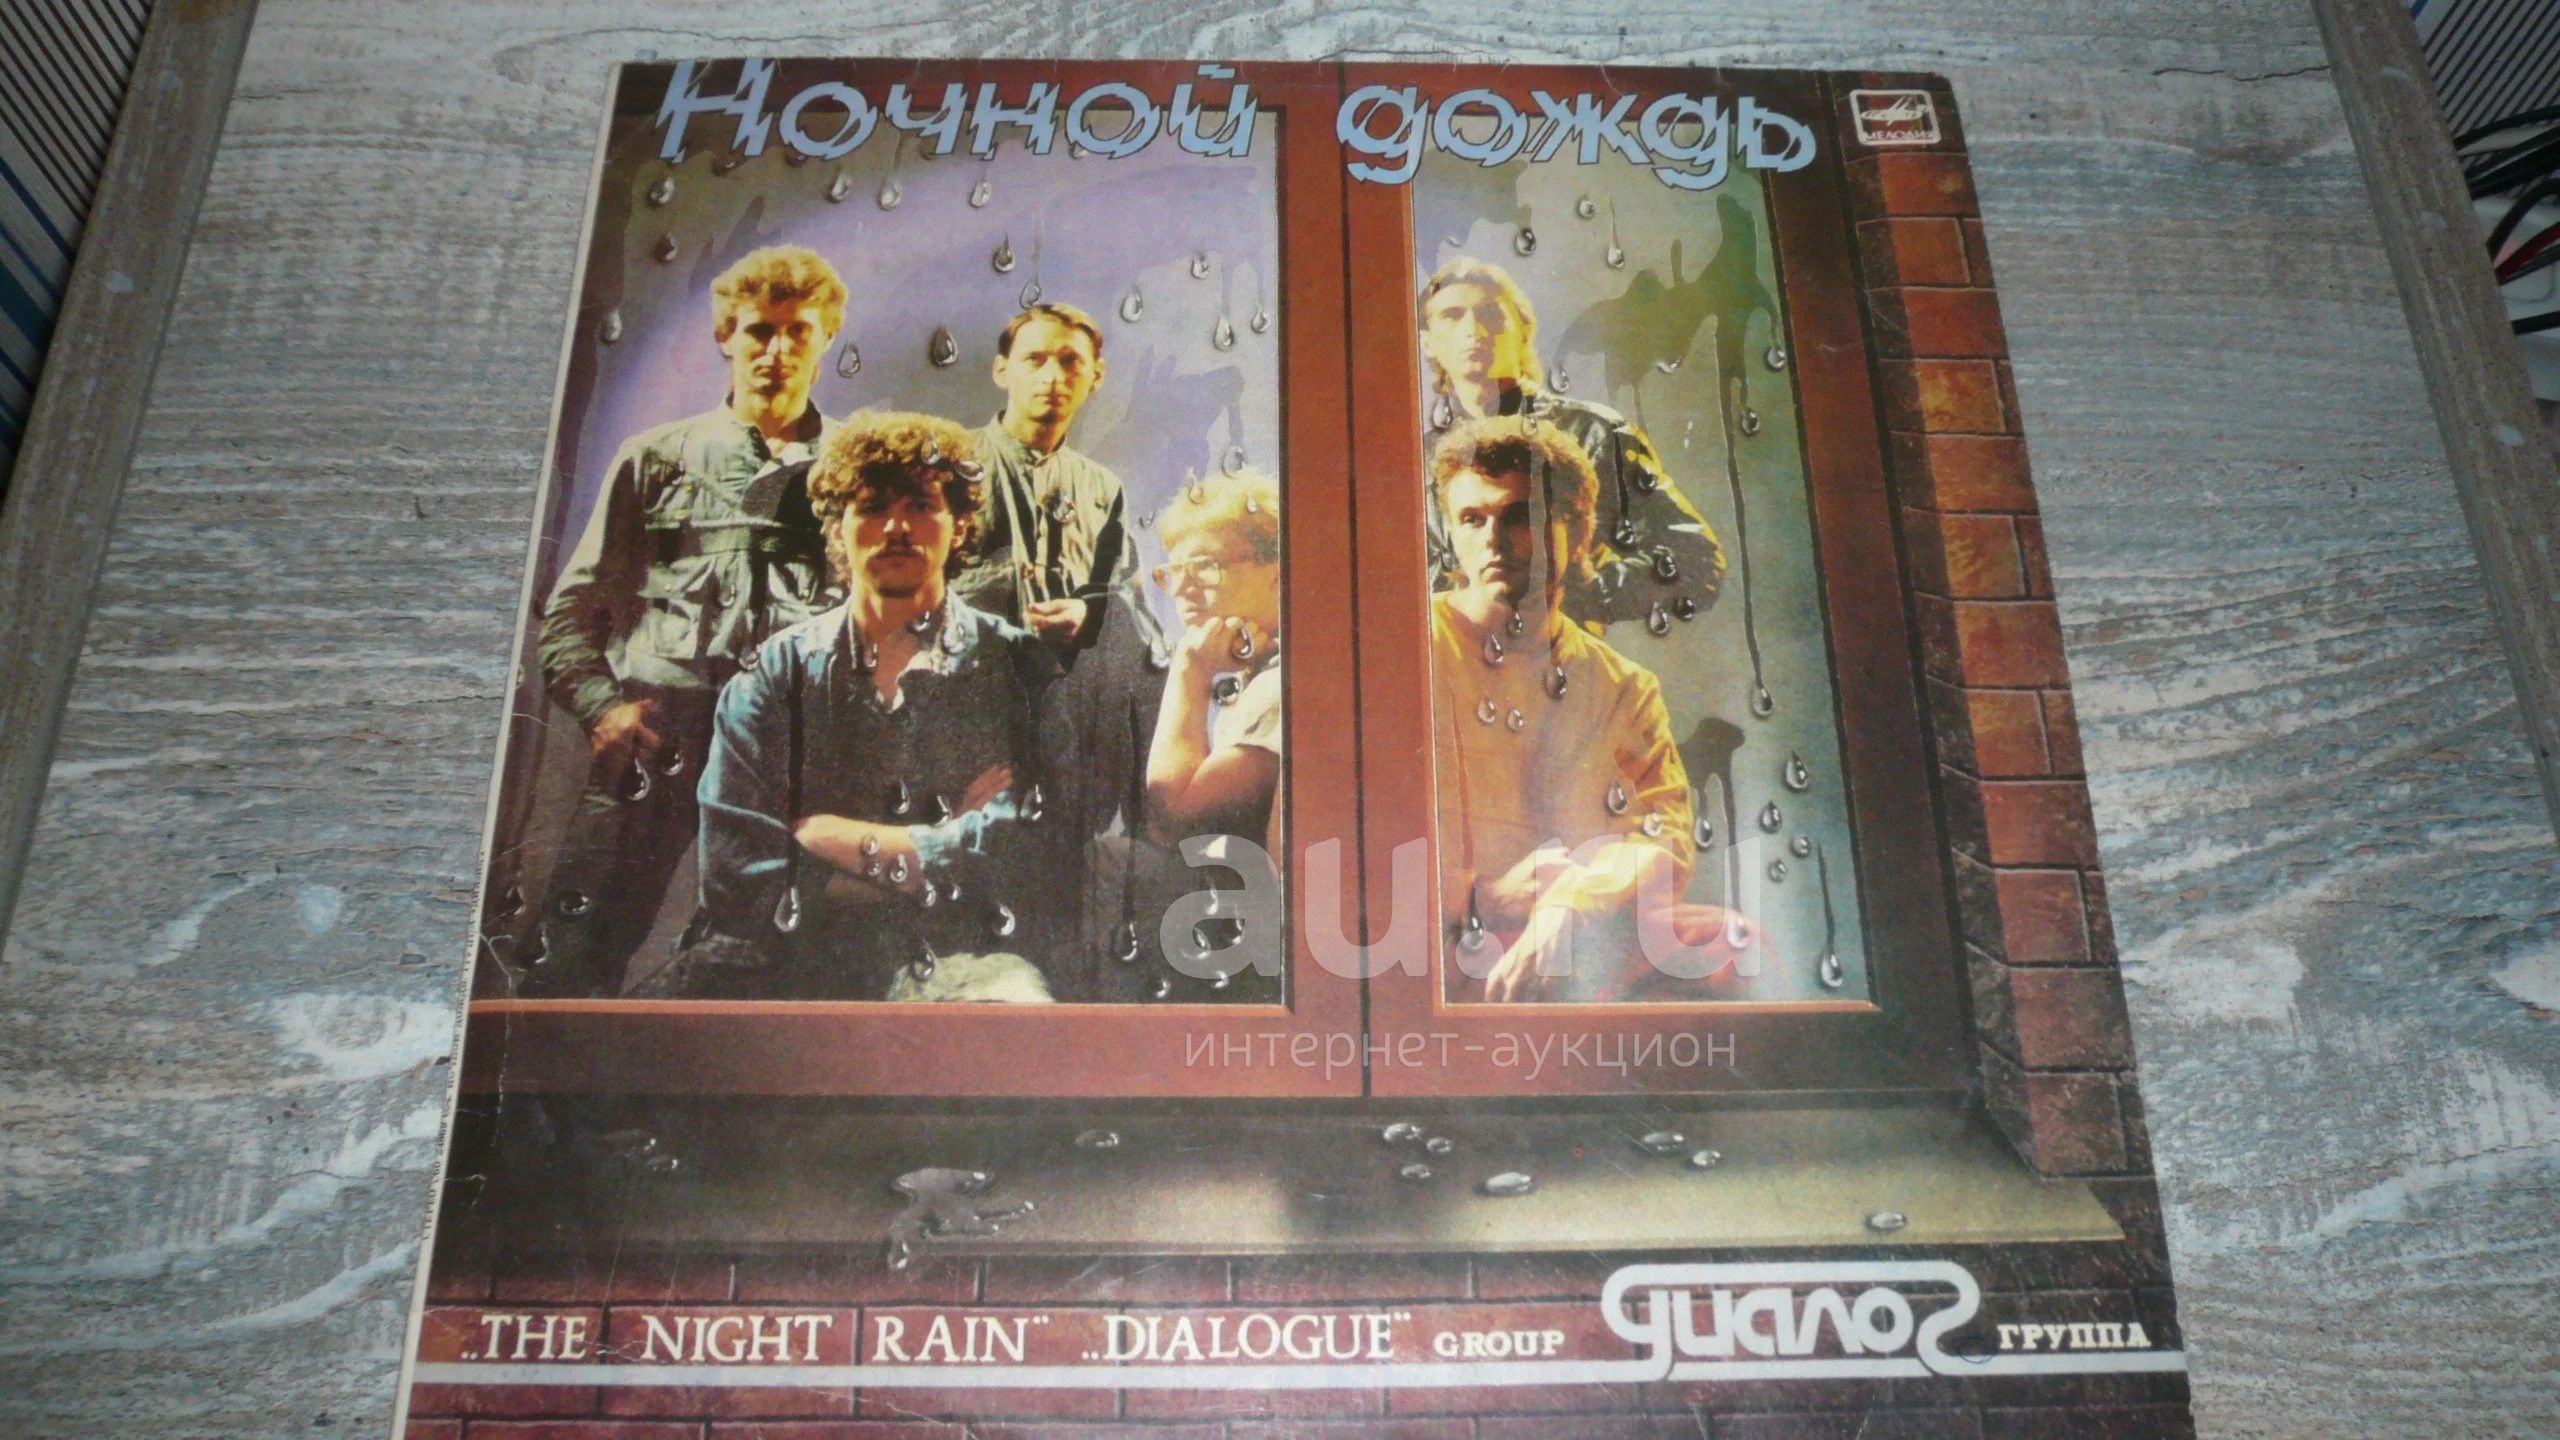 Ночной дождь
МЕЛОДИЯ
au.ru
интернет-аукцион
„THE NIGHT RAIN“ „DIALOGUE“ GROUP диалог ГРУППА